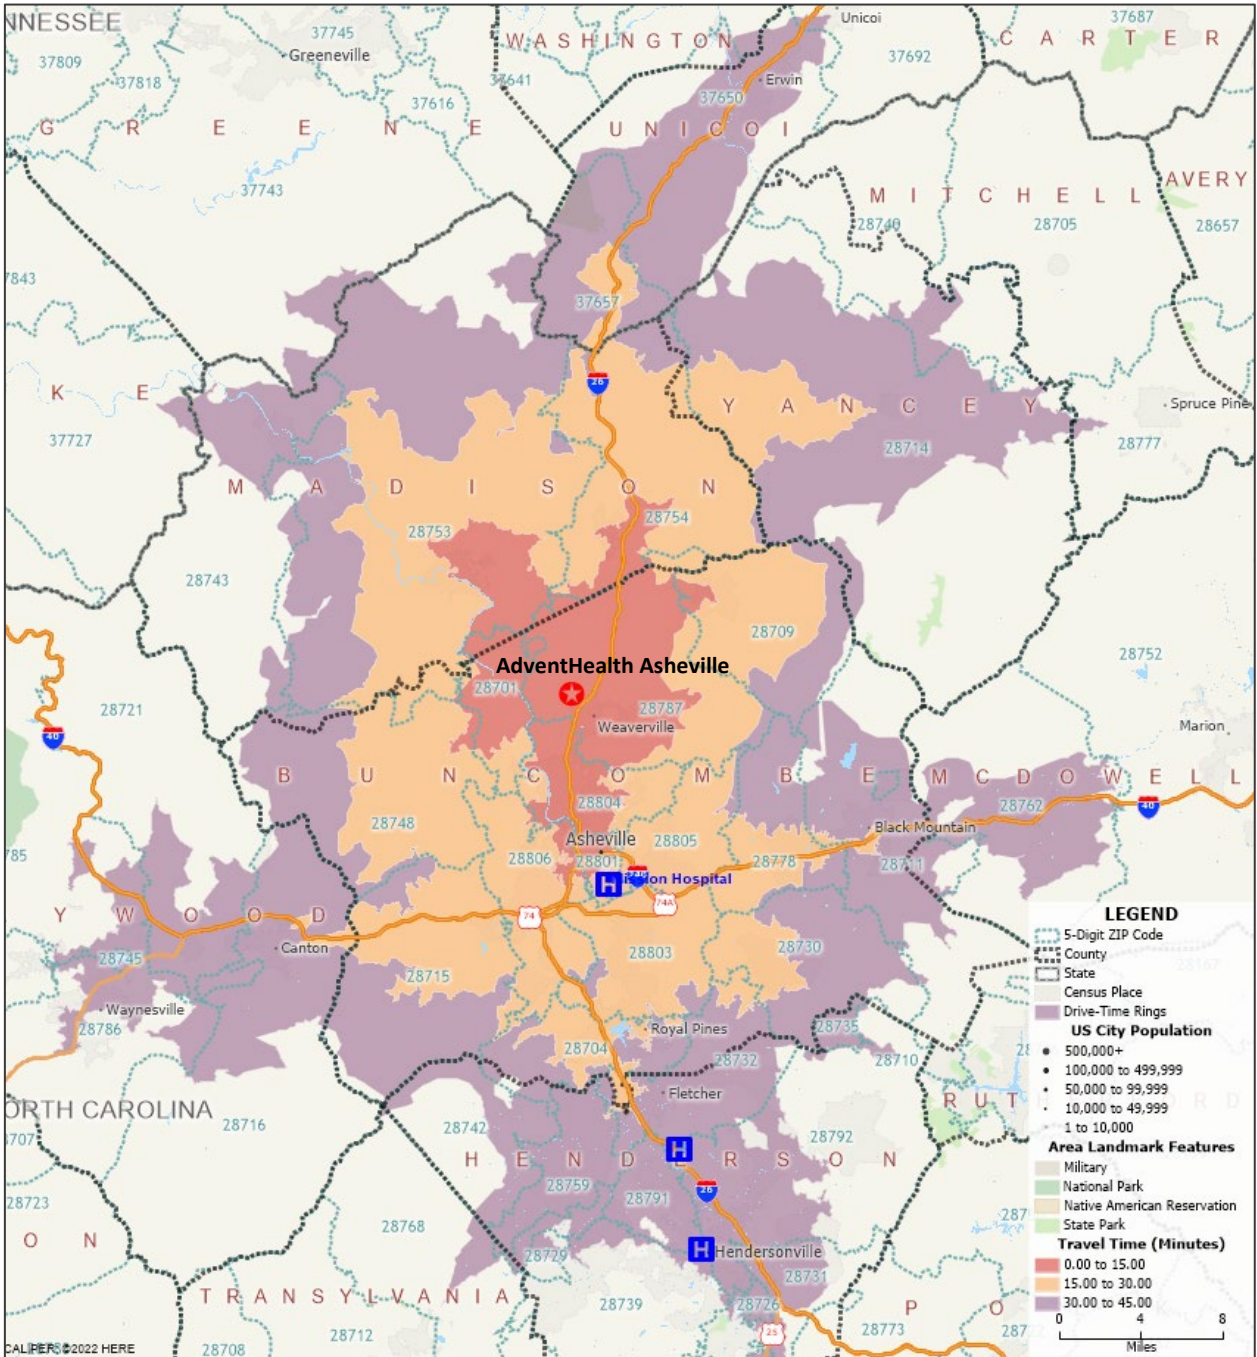 NNESSEE
37745
Greeneville
WASHINGTON
Unicoi
37687
CARTER
37809
37818
37641
37692
37616
Erwin
37650
GREENE
UNICOI
37743
MITCHELL
AVERY
28740
28705
28657
7843
37657
26
KE
YANCEY
Spruce Pine
37727
28714
28777
MADISON
28753
28754
28743
28709
28752
AdventHealth Asheville
28701
28721
28787
Weaverville
Marion
40
BUNCOMBE
MCDOWELL
28804
28762
40
28748
Asheville
28805
Black Mountain
785
28806
28801
28778
28711
H
Mission Hospital
YWOOD
74
74A
Canton
28803
28730
28745
28715
Waynesville
28786
Royal Pines
28735
28704
28732
28710
Fletcher
ORTH CAROLINA
RUT
28716
28742
28792
7707
H
HENDERSON
28759
28791
26
28723
28768
ON
28729
H
Hendersonville
28731
TRANSYLVANIA
28739
28726
PO
28712
25
28773
28708
LEGEND
5-Digit ZIP Code
County
State
Census Place
Drive-Time Rings
US City Population
500,000+
100,000 to 499,999
50,000 to 99,999
10,000 to 49,999
1 to 10,000
Area Landmark Features
Military
National Park
Native American Reservation
State Park
Travel Time (Minutes)
0.00 to 15.00
15.00 to 30.00
30.00 to 45.00
0 4 8
Miles
©2022 HERE